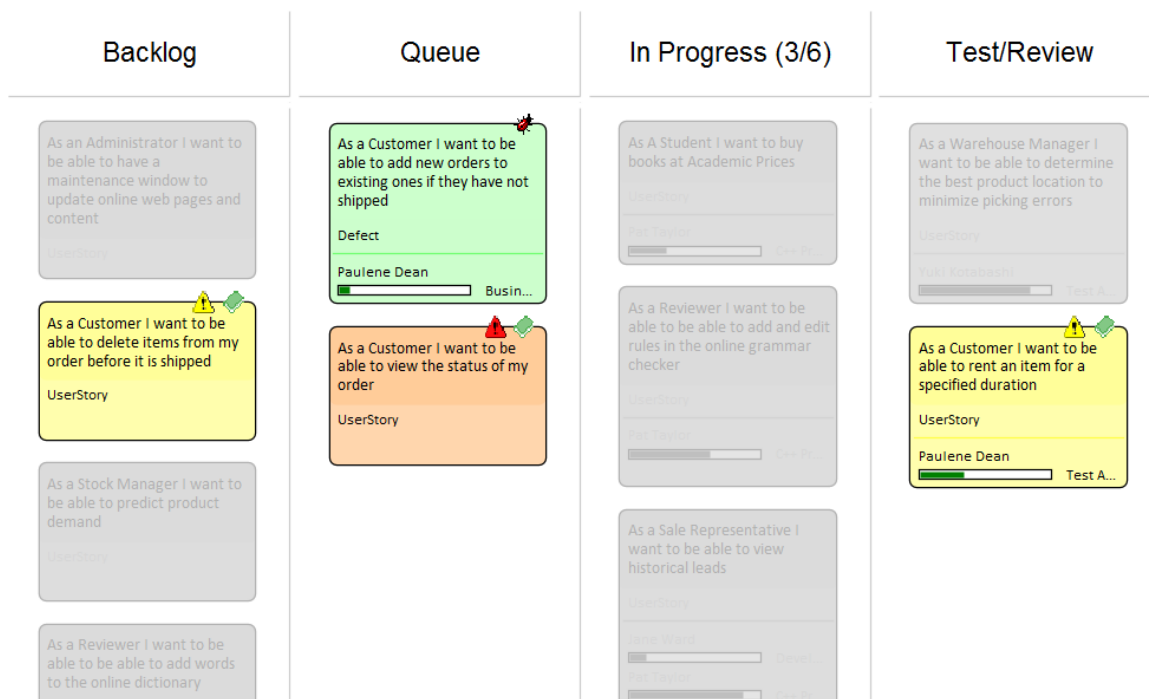 Backlog
Queue
In Progress (3/6)
Test/Review
As an Administrator I want to
be able to have a
maintenance window to
update online web pages and
content
UserStory
As a Customer I want to be
able to delete items from my
order before it is shipped
UserStory
As a Stock Manager I want to
be able to predict product
demand
UserStory
As a Reviewer I want to be
able to be able to add words
to the online dictionary
As a Customer I want to be
able to add new orders to
existing ones if they have not
shipped
Defect
Paulene Dean
Busin...
As a Customer I want to be
able to view the status of my
order
UserStory
As A Student I want to buy
books at Academic Prices
UserStory
Pat Taylor
C++ Pr...
As a Reviewer I want to be
able to be able to add and edit
rules in the online grammar
checker
UserStory
Pat Taylor
C++ Pr...
As a Sale Representative I
want to be able to view
historical leads
UserStory
Jane Ward
Devel...
Pat Taylor
C++ Pr...
As a Warehouse Manager I
want to be able to determine
the best product location to
minimize picking errors
UserStory
Yuki Kotabashi
Test A...
As a Customer I want to be
able to rent an item for a
specified duration
UserStory
Paulene Dean
Test A...